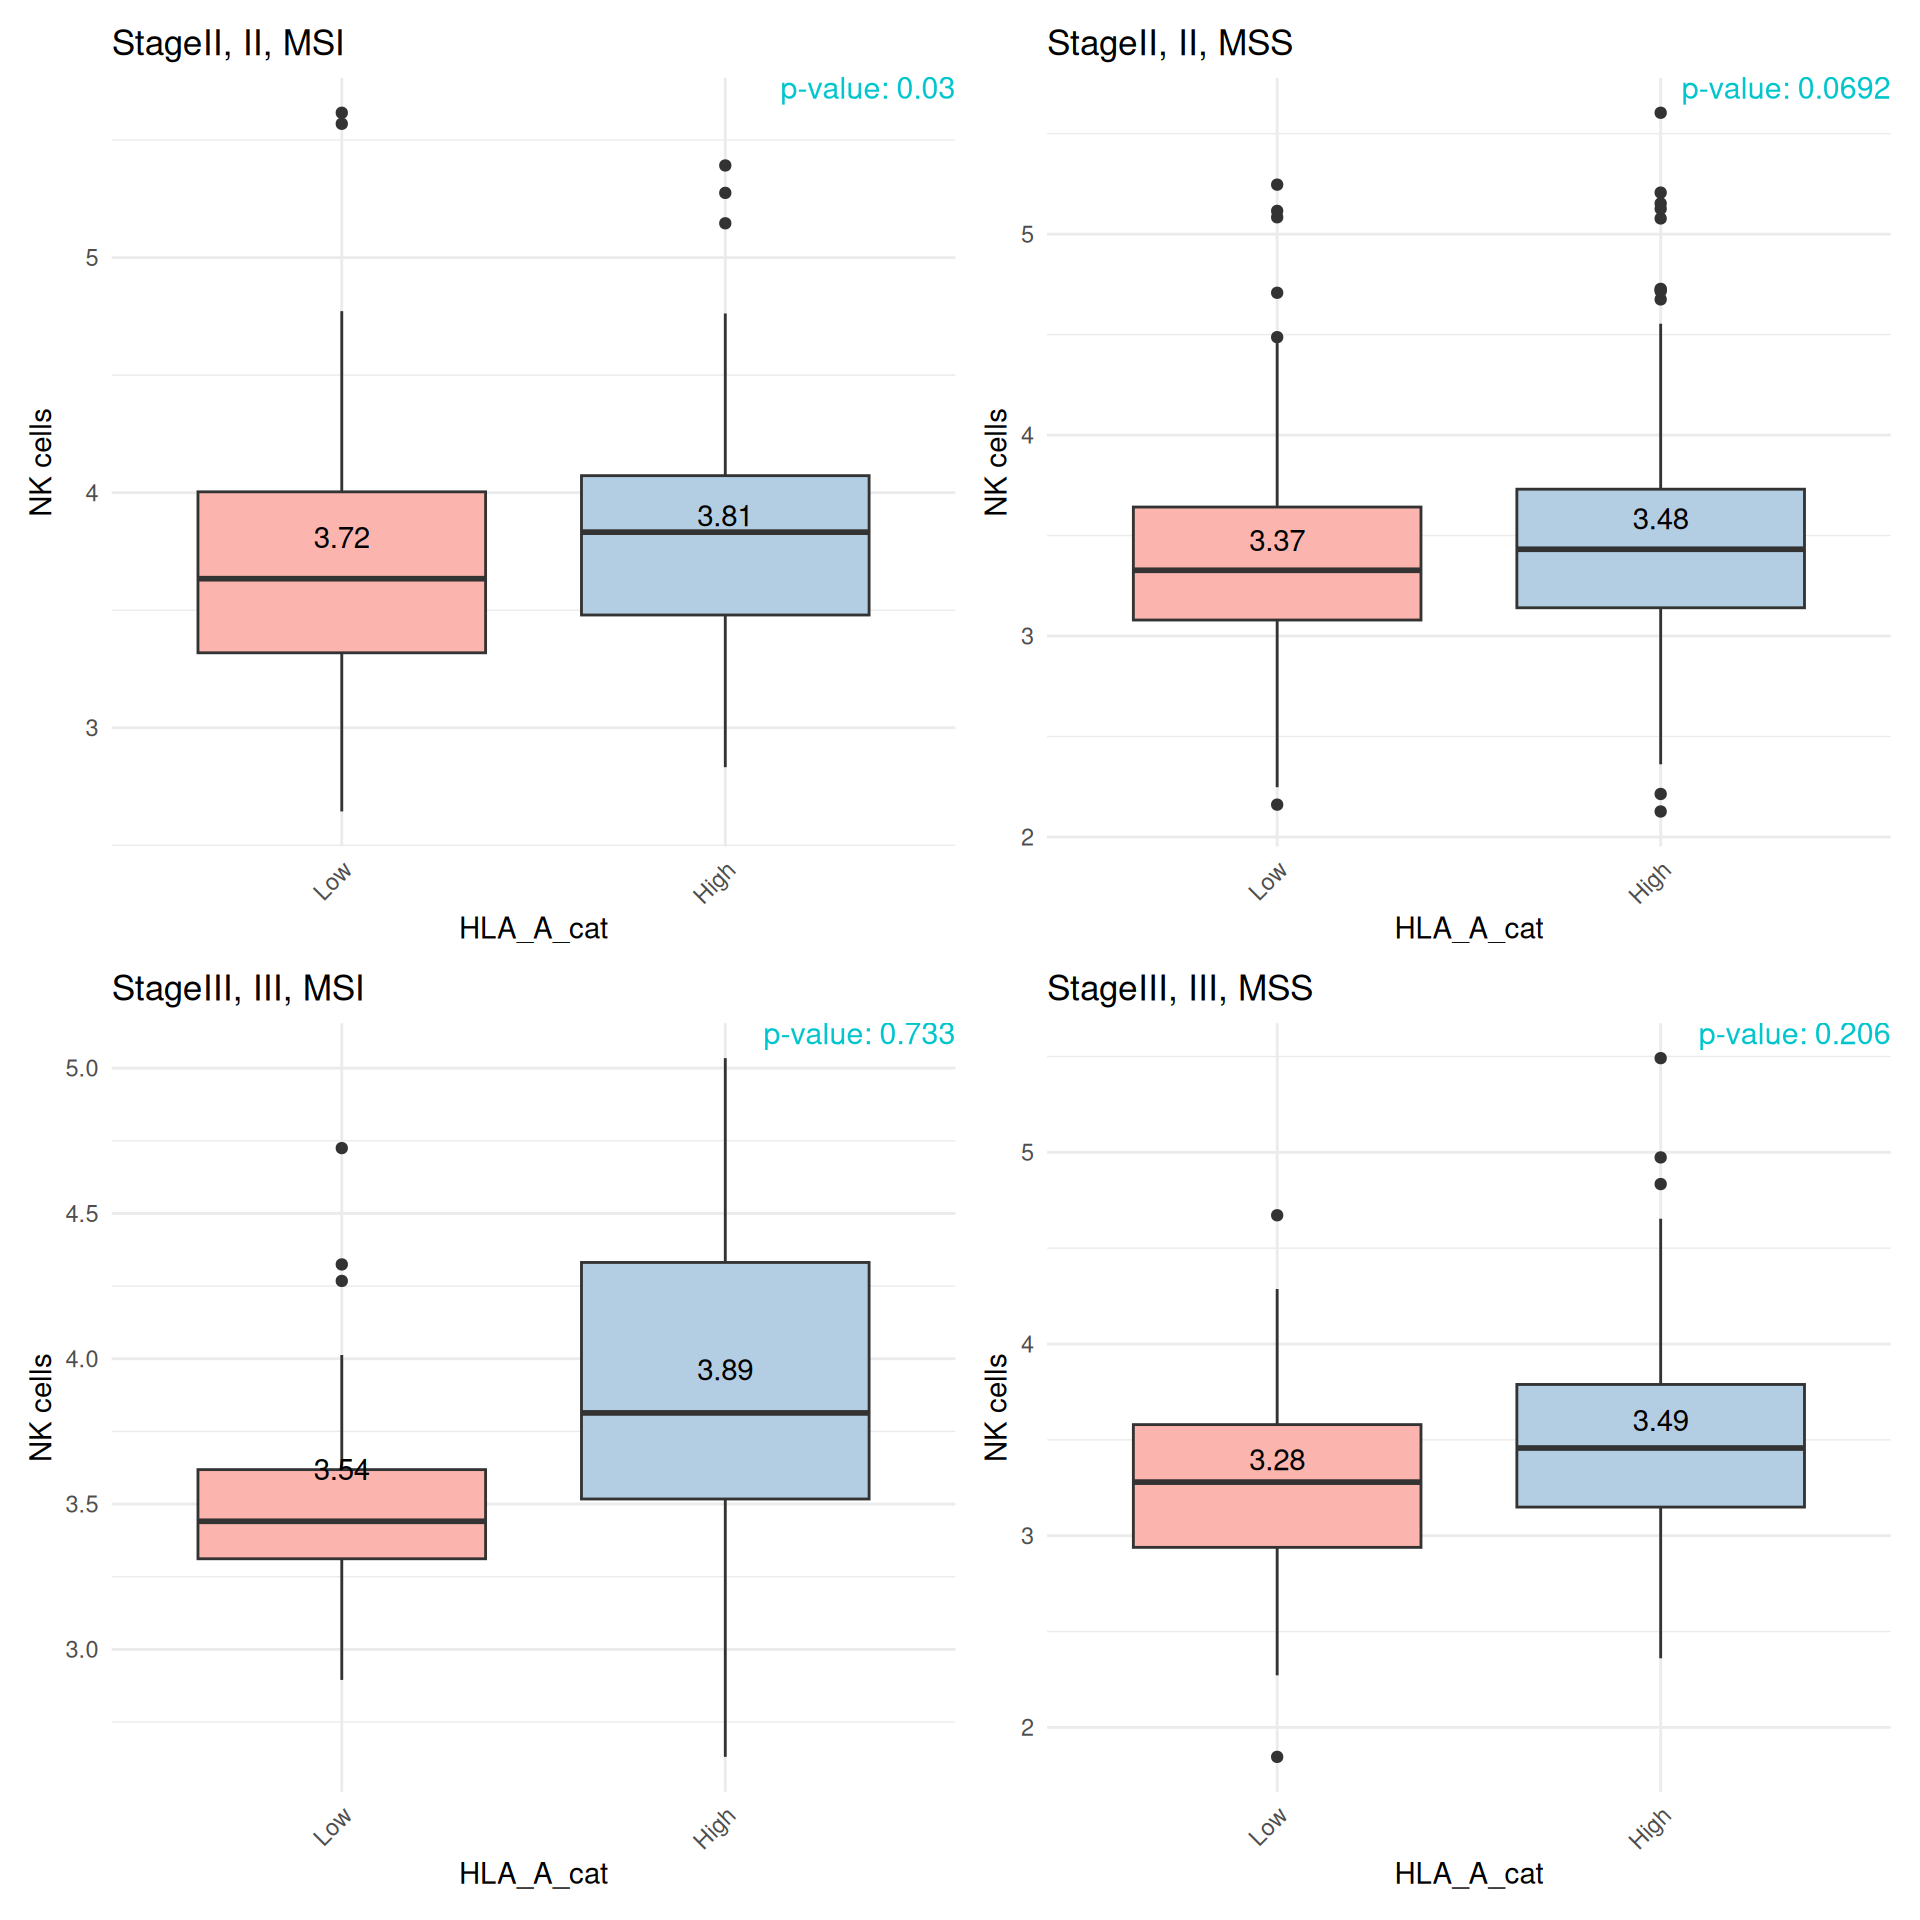 StageII, II, MSI
p-value: 0.03
NK cells
5
4
3
3.72
3.81
Low
High
HLA_A_cat
StageII, II, MSS
p-value: 0.0692
NK cells
5
4
3
2
3.37
3.48
Low
High
HLA_A_cat
StageIII, III, MSI
p-value: 0.733
NK cells
5.0
4.5
4.0
3.5
3.0
3.54
3.89
Low
High
HLA_A_cat
StageIII, III, MSS
p-value: 0.206
NK cells
5
4
3
2
3.28
3.49
Low
High
HLA_A_cat